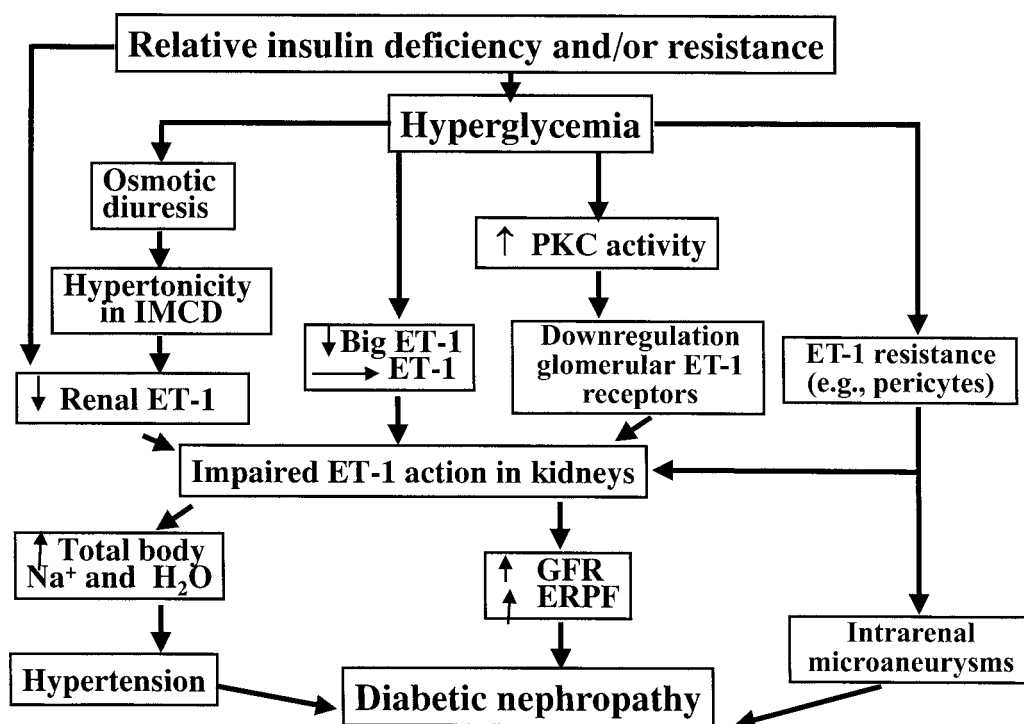 Relative insulin deficiency and/or resistance
Hyperglycemia
Osmotic
diuresis
↑ PKC activity
Hypertonicity
in IMCD
↓ Big ET-1
→ ET-1
Downregulation
glomerular ET-1
receptors
ET-1 resistance
(e.g., pericytes)
↓ Renal ET-1
Impaired ET-1 action in kidneys
↑ Total body
Na⁺ and H₂O
↑ GFR
↑ ERPF
Intrarenal
microaneurysms
Hypertension
Diabetic nephropathy